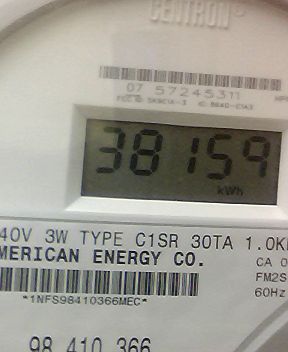 CENTRON®
07 57245311
38159
kWh
40V 3W TYPE C1SR 30TA 1.0K
MERICAN ENERGY CO.
CA 0
FM2S
*1NFS98410366MEC*
60Hz
98 410 366